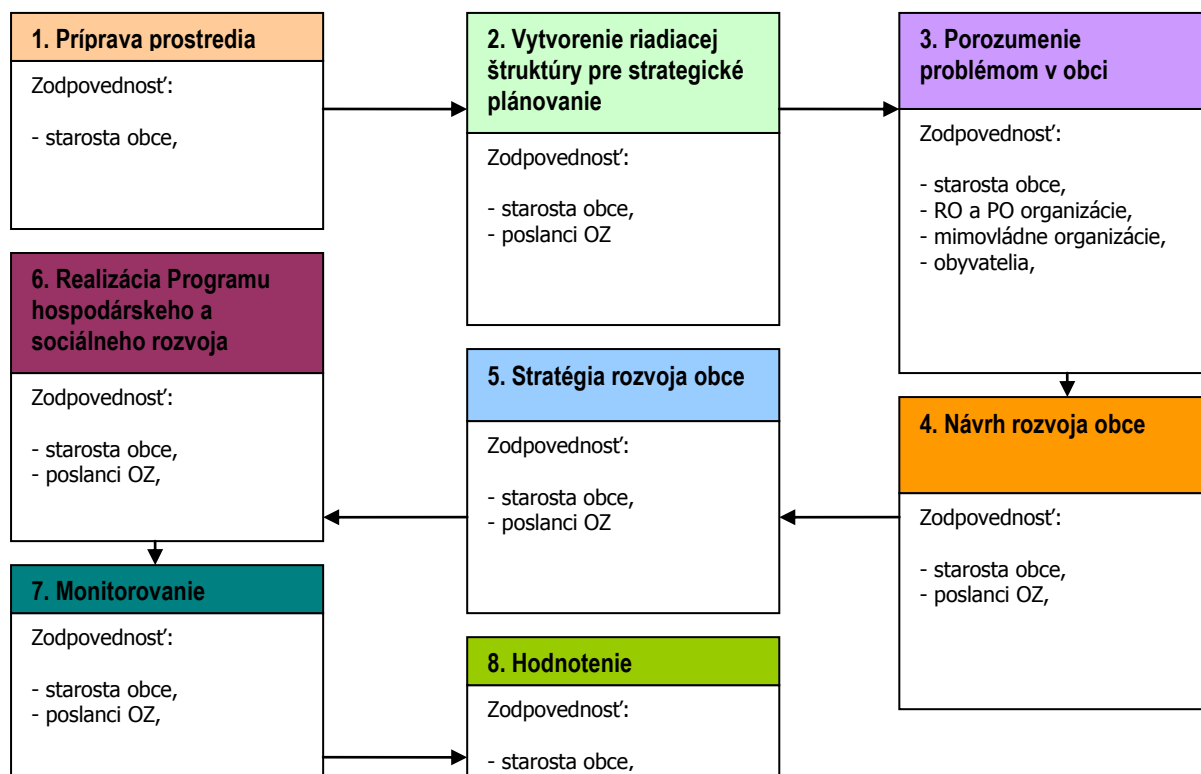 1. Príprava prostredia
Zodpovednosť:
- starosta obce,
2. Vytvorenie riadiacej
štruktúry pre strategické
plánovanie
Zodpovednosť:
- starosta obce,
- poslanci OZ
3. Porozumenie
problémom v obci
Zodpovednosť:
- starosta obce,
- RO a PO organizácie,
- mimovládne organizácie,
- obyvatelia,
4. Návrh rozvoja obce
Zodpovednosť:
- starosta obce,
- poslanci OZ,
5. Stratégia rozvoja obce
Zodpovednosť:
- starosta obce,
- poslanci OZ
6. Realizácia Programu
hospodárskeho a
sociálneho rozvoja
Zodpovednosť:
- starosta obce,
- poslanci OZ,
7. Monitorovanie
Zodpovednosť:
- starosta obce,
- poslanci OZ,
8. Hodnotenie
Zodpovednosť:
- starosta obce,